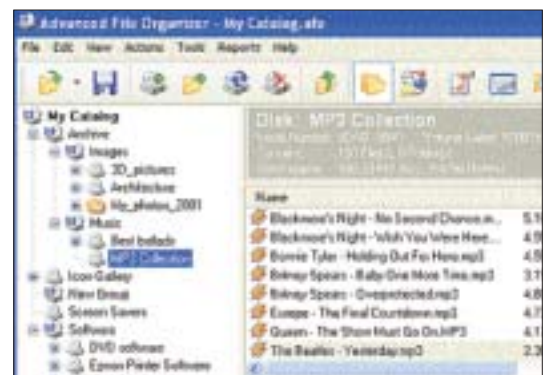 Advanced File Organizer - My Catalog.afo
File Edit View Actions Tools Reports Help
My Catalog
Archive
Images
3D_pictures
Architecture
My_photos_2001
Music
Best ballads
MP3 Collection
Icon Gallery
New Group
Screen Savers
Software
DVD software
Epson Printer Software
Disk: MP3 Collection
Name
Blackmore's Night - No Second Chance.m...
Blackmore's Night - Wish You Were Here...
Bonnie Tyler - Holding Out For Hero.mp3
Britney Spears - Baby One More Time.mp3
Britney Spears - Overprotected.mp3
Europe - The Final Countdown.mp3
Queen - The Show Must Go On.MP3
The Beatles - Yesterday.mp3